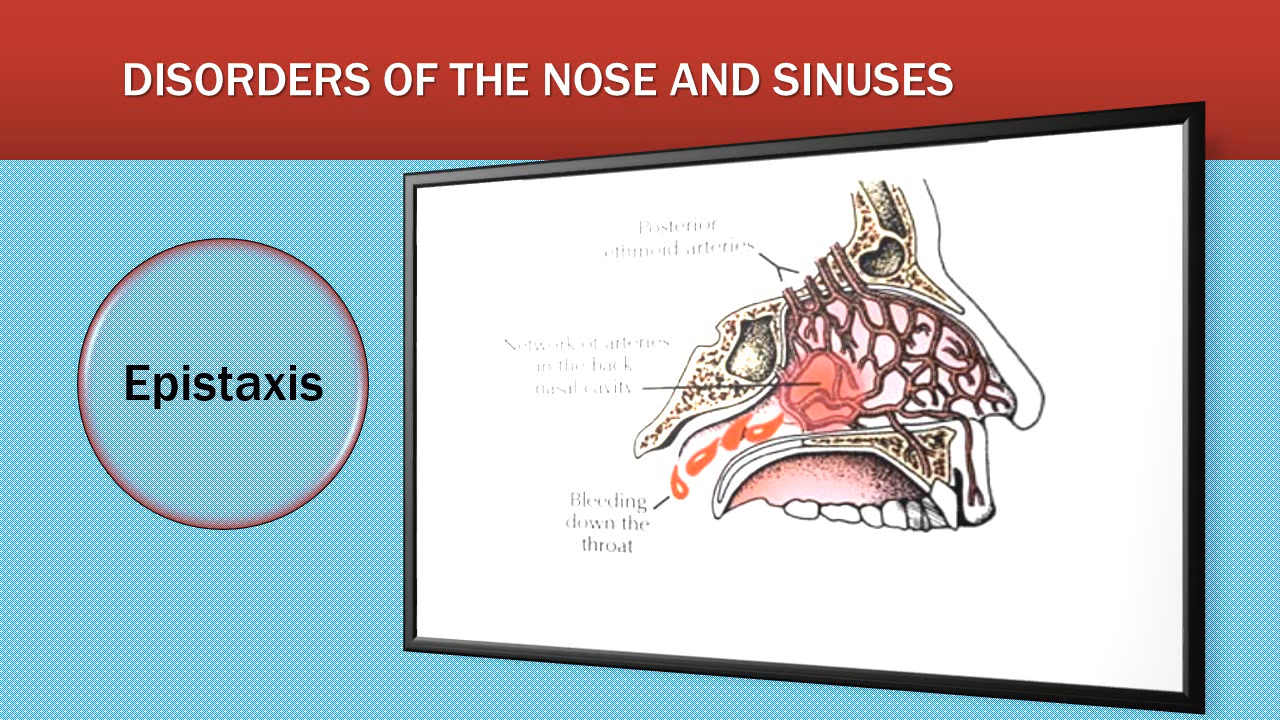 DISORDERS OF THE NOSE AND SINUSES
Epistaxis
Posterior
ethmoid arteries
Network of arteries
in the back
nasal cavity
Bleeding
down the
throat